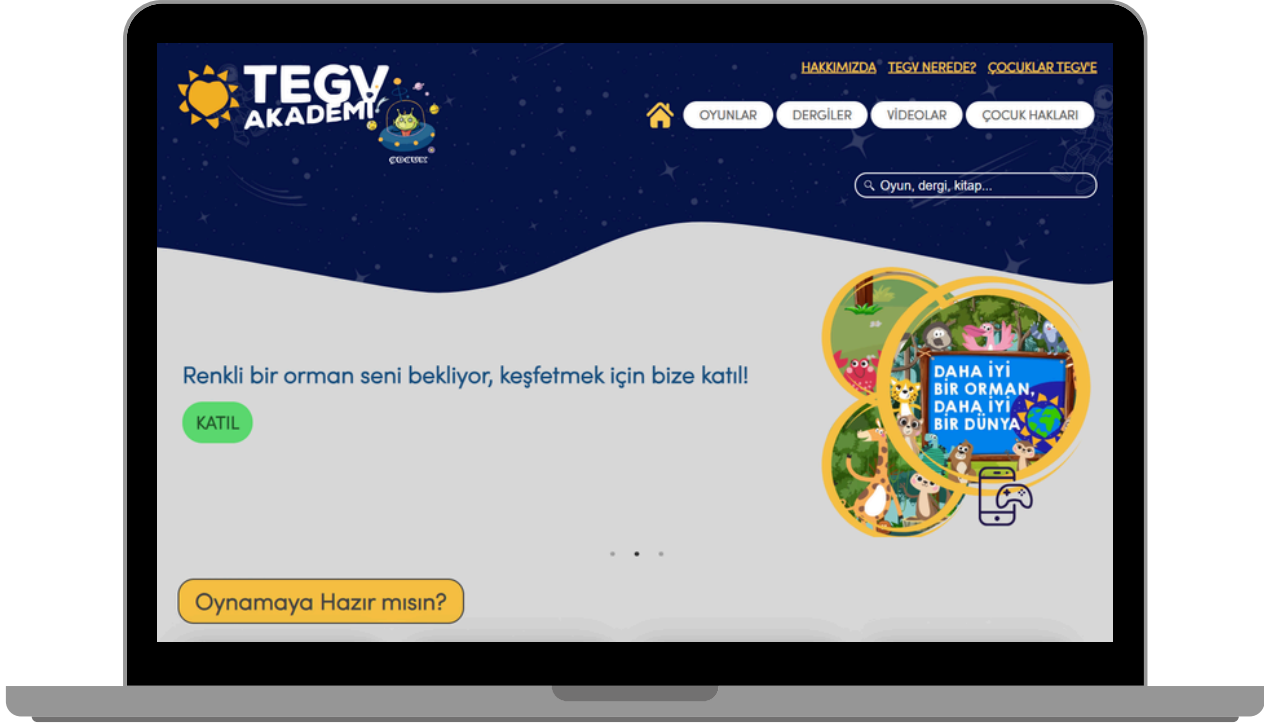 TEGV
AKADEMİ
ÇOCUK
HAKKIMIZDA TEGV NEREDE? ÇOCUKLAR TEGV'E
OYUNLAR DERGİLER VİDEOLAR ÇOCUK HAKLARI
Oyun, dergi, kitap...
Renkli bir orman seni bekliyor, keşfetmek için bize katıl!
KATIL
DAHA İYİ
BİR ORMAN,
DAHA İYİ
BİR DÜNYA
Oynamaya Hazır mısın?